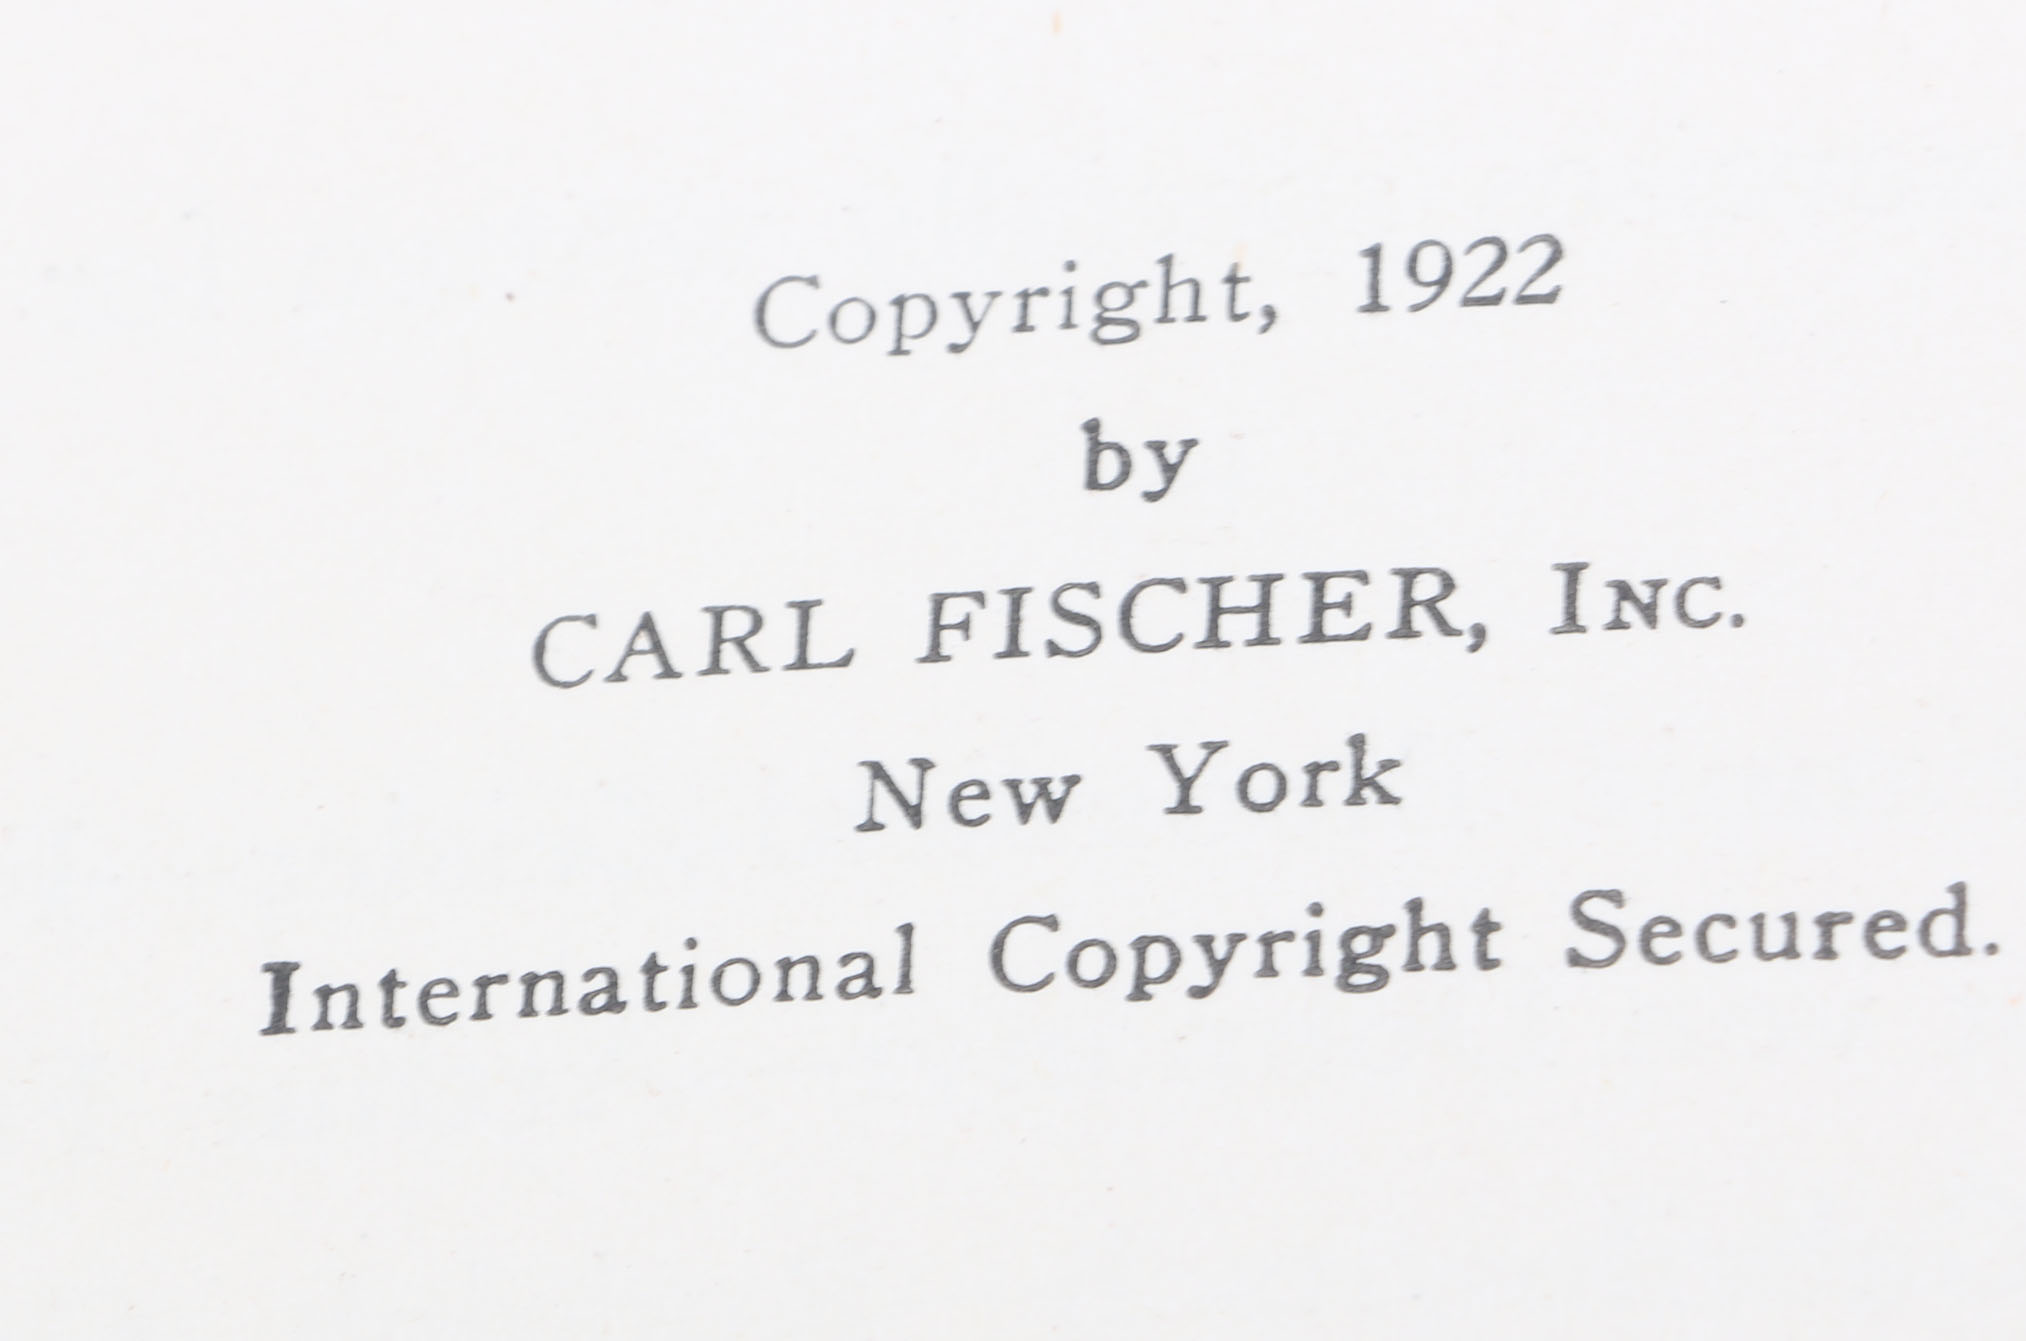 Copyright, 1922
by
CARL FISCHER, INC.
New York
International Copyright Secured.